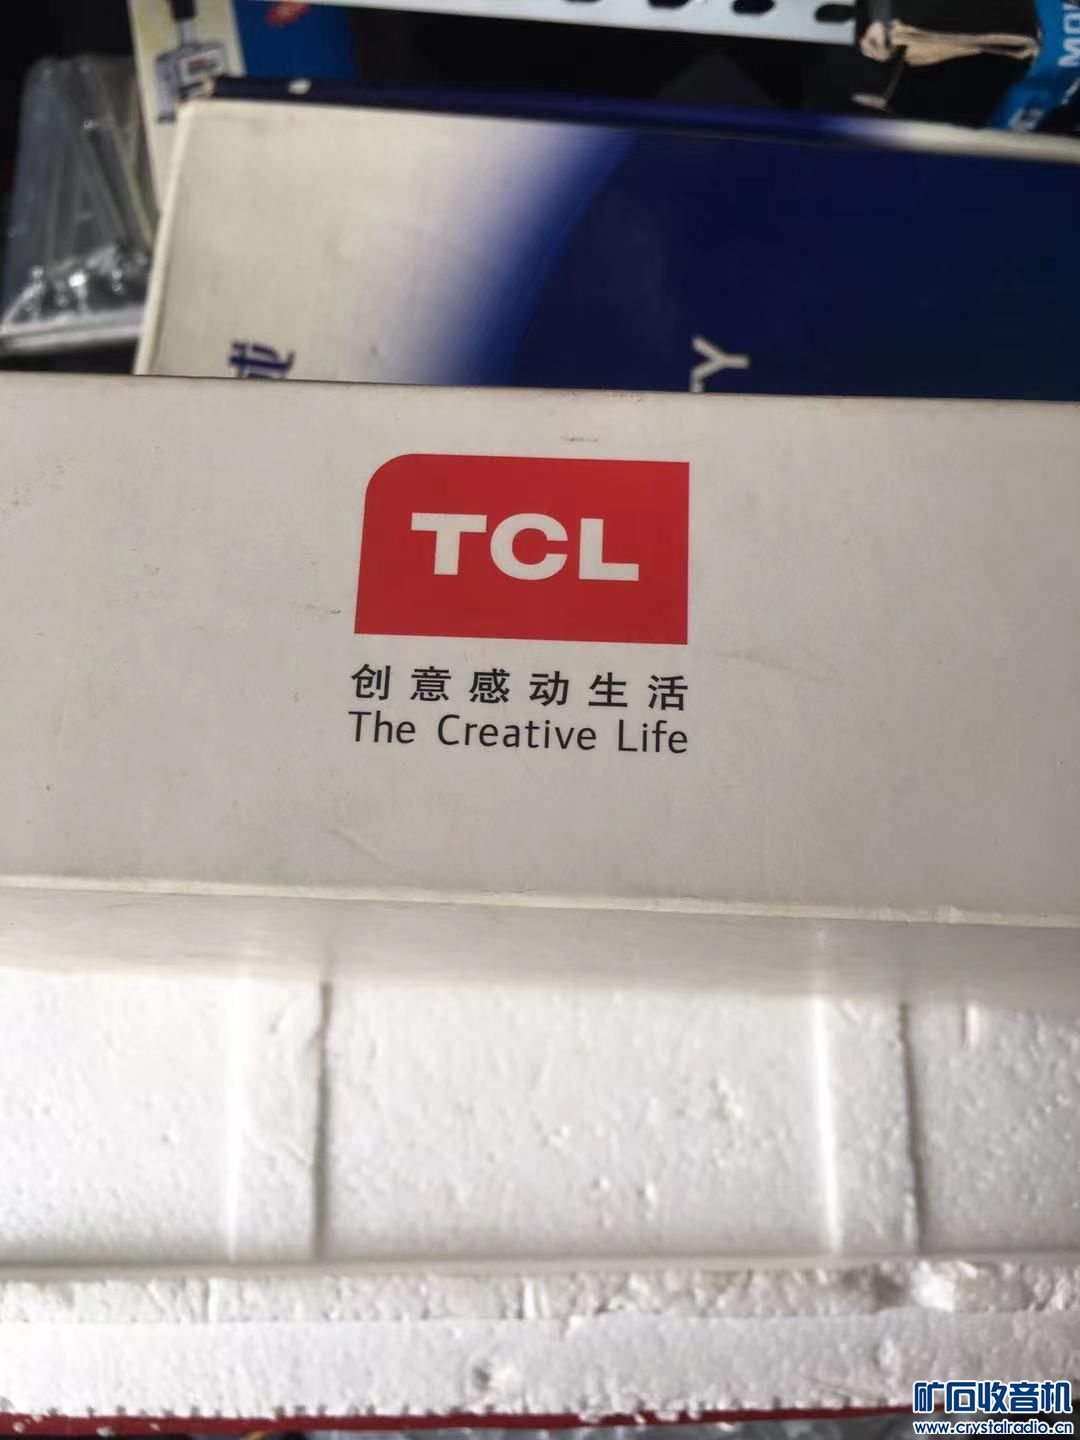 TCL
创意感动生活
The Creative Life
矿石收音机
www.crystalradio.cn